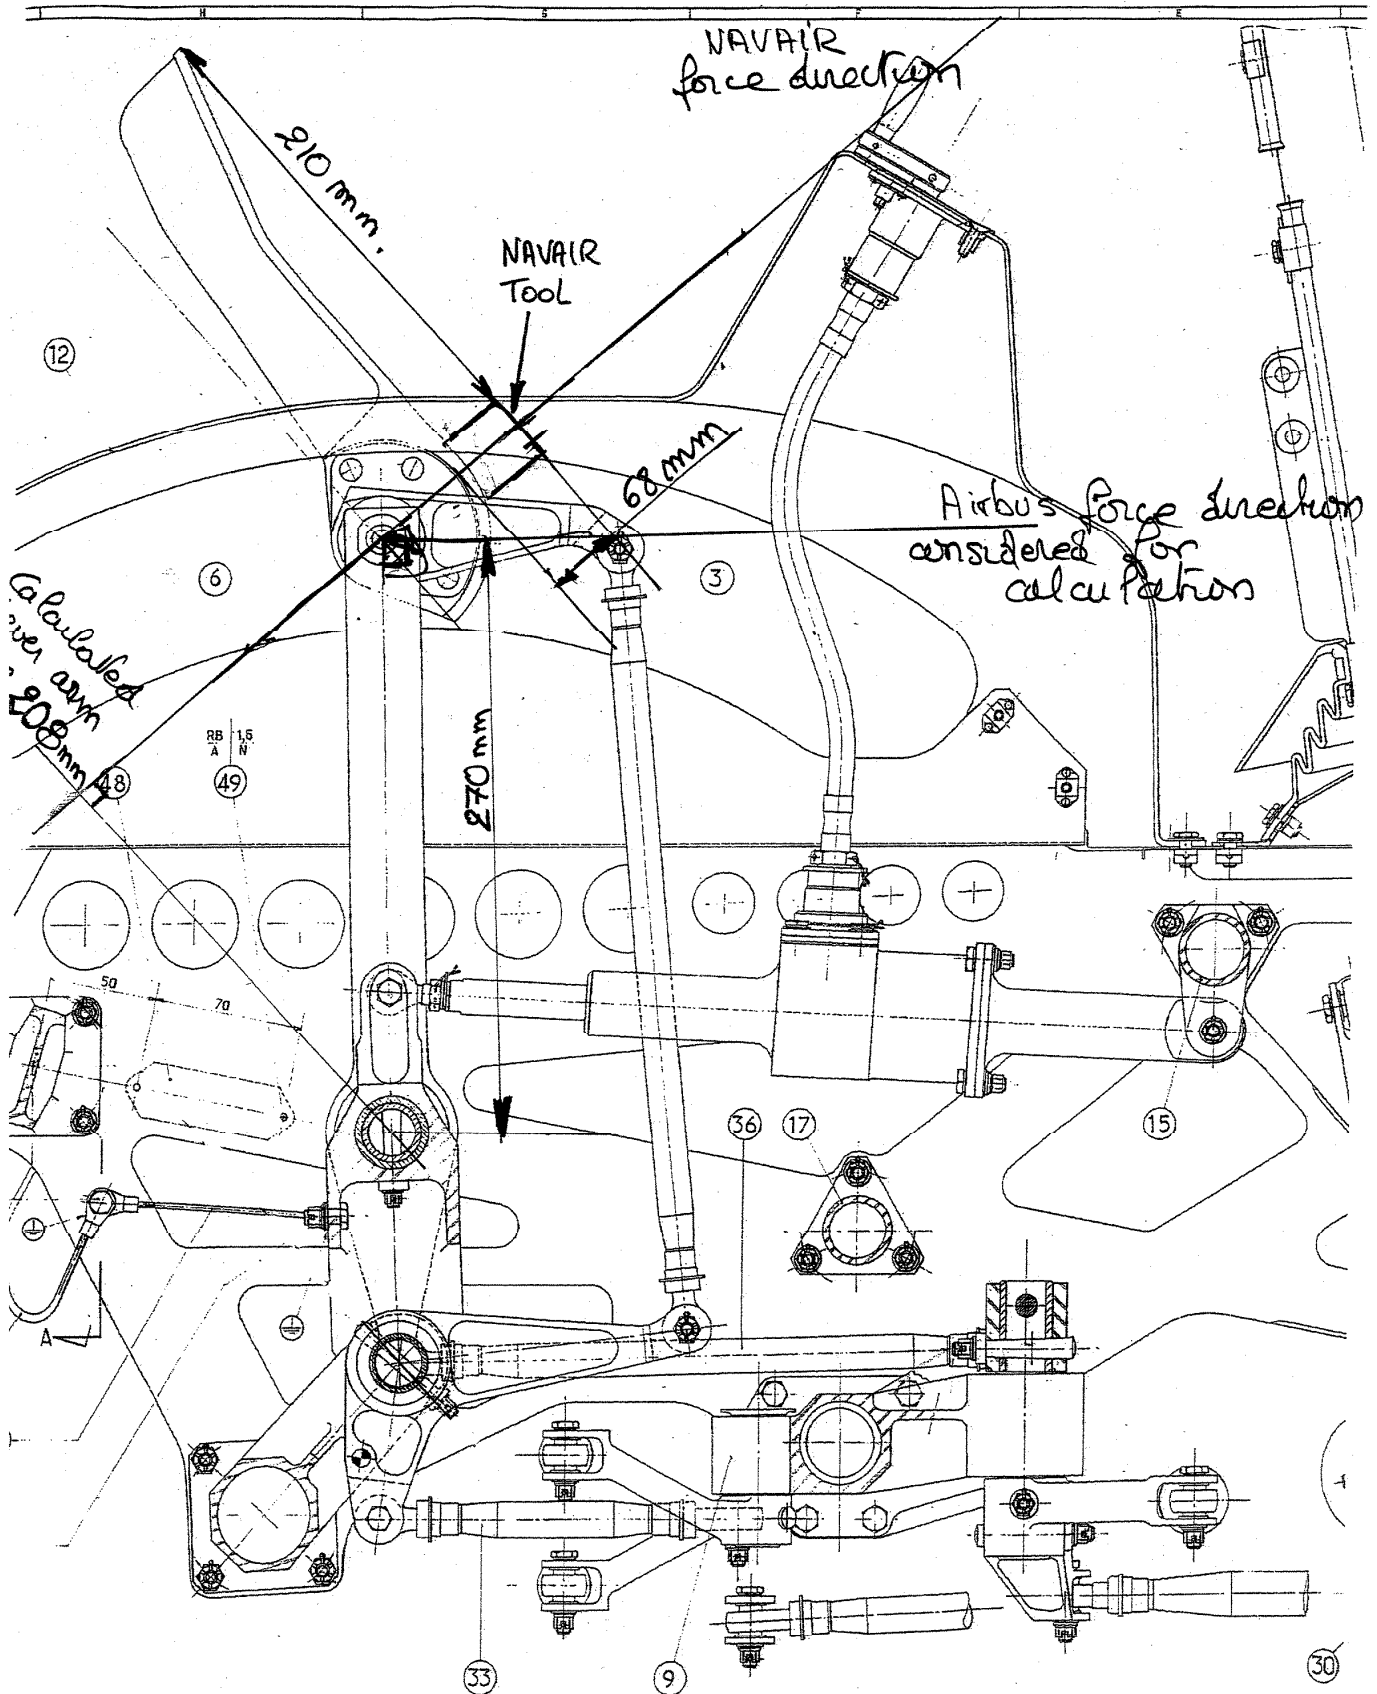 H
G
F
E
NAVAIR
force direction
210 mm.
NAVAIR
TOOL
12
68 mm
Airbus force direction
considered for
calculation
6
3
Calculated
lever arm
208mm
RB 1,5
A N
48
49
270 mm
50
70
36
17
15
A
33
9
30